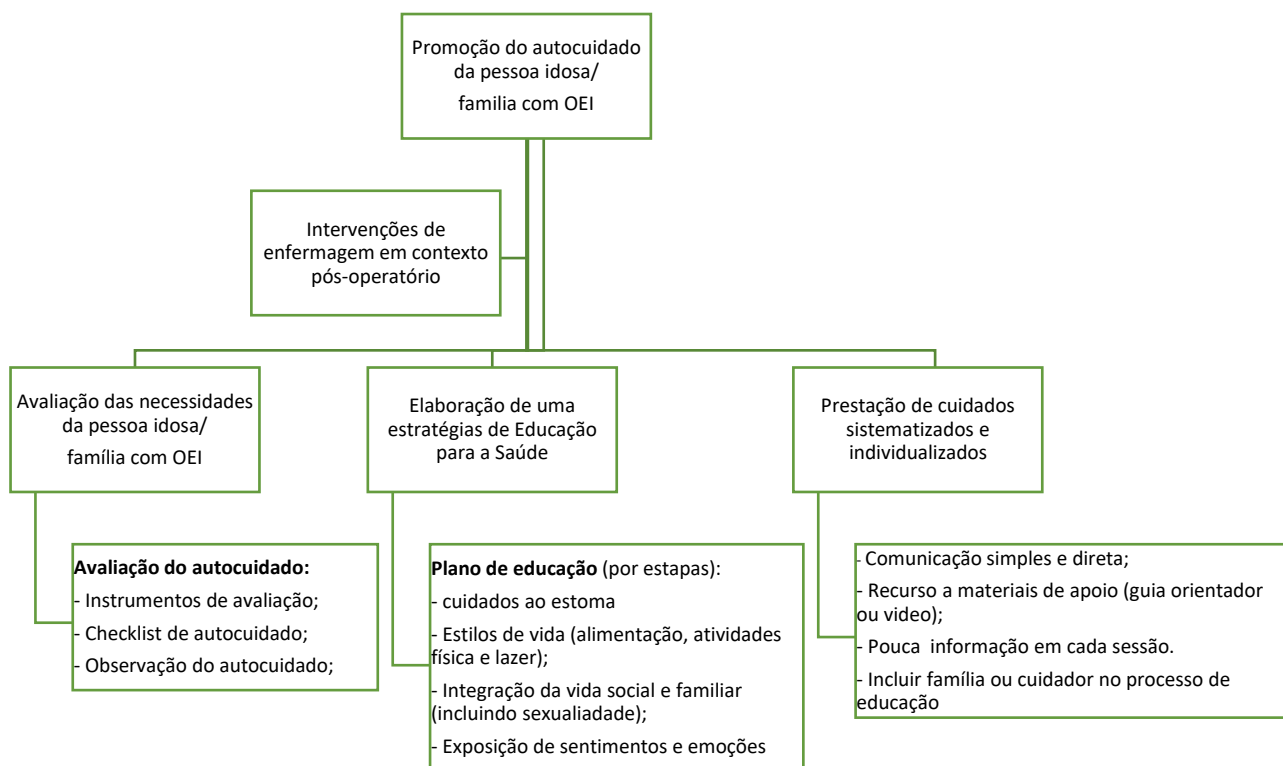 Promoção do autocuidado
da pessoa idosa/
familia com OEI
Intervenções de
enfermagem em contexto
pós-operatório
Avaliação das necessidades
da pessoa idosa/
família com OEI
Elaboração de uma
estratégias de Educação
para a Saúde
Prestação de cuidados
sistematizados e
individualizados
Avaliação do autocuidado:
- Instrumentos de avaliação;
- Checklist de autocuidado;
- Observação do autocuidado;
Plano de educação (por estapas):
- cuidados ao estoma
- Estilos de vida (alimentação, atividades
física e lazer);
- Integração da vida social e familiar
(incluindo sexualiadade);
- Exposição de sentimentos e emoções
- Comunicação simples e direta;
- Recurso a materiais de apoio (guia orientador
ou video);
- Pouca informação em cada sessão.
- Incluir família ou cuidador no processo de
educação